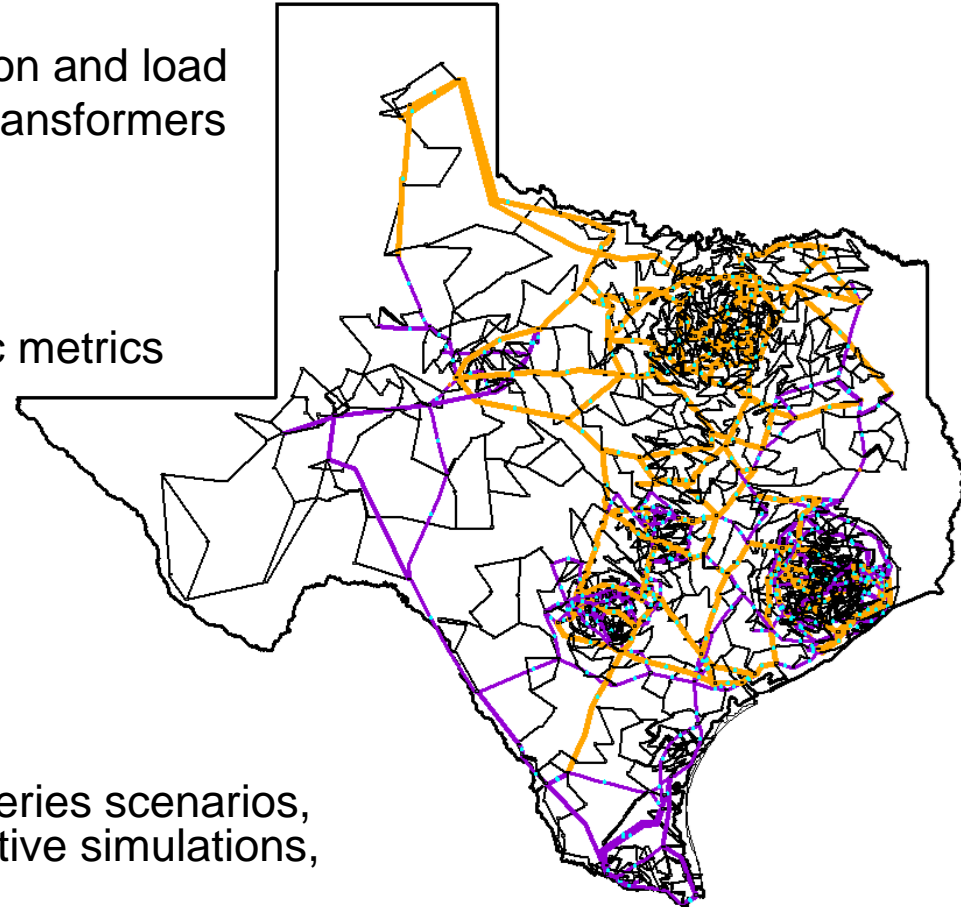 on and load
ansformers
c metrics
eries scenarios,
tive simulations,